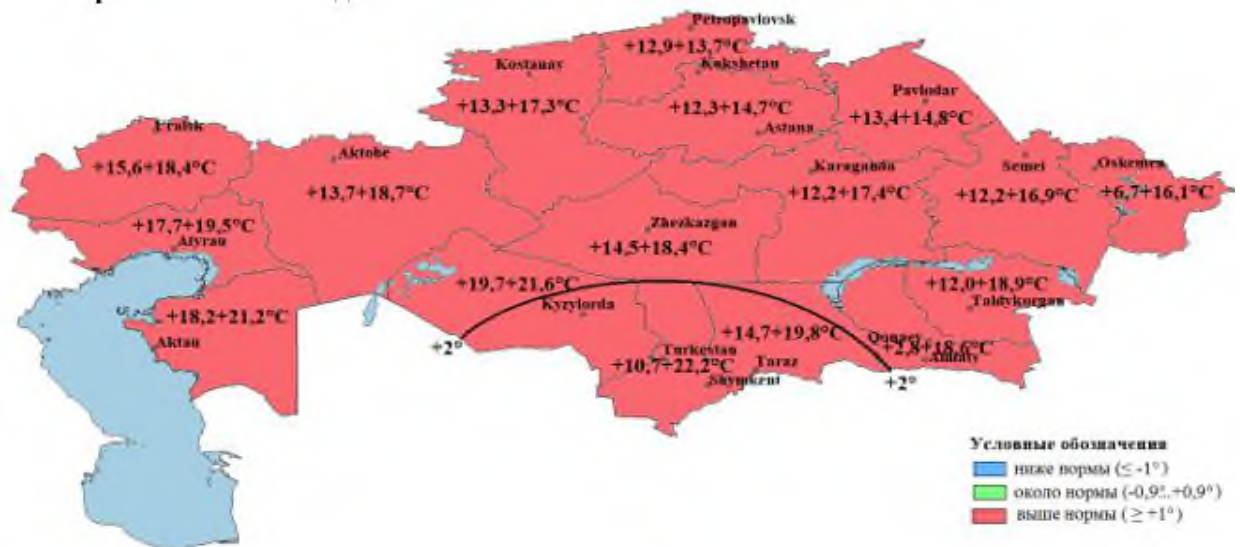 Petropavlovsk
+12,9+13,7°C
Kokshetau
Kostanay
+13,3+17,3°C
+12,3+14,7°C
Astana
Pavlodar
+13,4+14,8°C
Uralsk
+15,6+18,4°C
Aktobe
+13,7+18,7°C
Karaganda
+12,2+17,4°C
Semei
+12,2+16,9°C
Oskemen
+6,7+16,1°C
+17,7+19,5°C
Atyrau
Zhezkazgan
+14,5+18,4°C
+19,7+21,6°C
Kyzylorda
+12,0+18,9°C
Taldykorgan
+18,2+21,2°C
Aktau
+2°
+14,7+19,8°C
Turkestan
Taraz
+10,7+22,2°C
Shymkent
Qonaev
+2,8+18,6°C
Almaty
+2°
Условные обозначения
ниже нормы (≤ -1°)
около нормы (-0,9°..+0,9°)
выше нормы (≥ +1°)